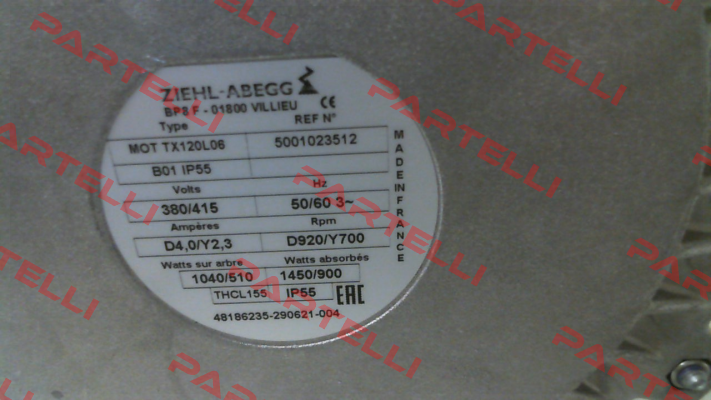 ZIEHL-ABEGG
BP8 F - 01800 VILLIEU CE
Type REF N°
MOT TX120L06 5001023512
B01 IP55
Volts Hz
380/415 50/60 3~
Ampères Rpm
D4,0/Y2,3 D920/Y700
Watts sur arbre Watts absorbés
1040/510 1450/900
THCL155 IP55 EAC
48186235-290621-004
MADE IN FRANCE
PARTELLI
PARTELLI
PARTELLI
PARTELLI
PARTELLI
PARTELLI
PARTELLI